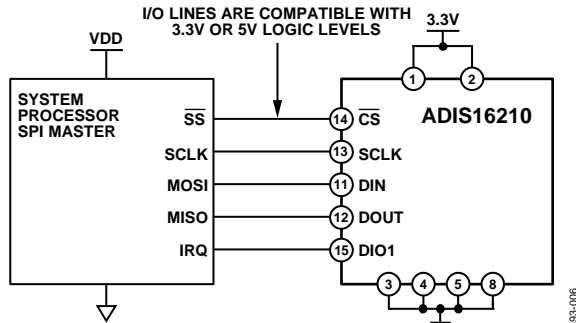 I/O LINES ARE COMPATIBLE WITH
3.3V OR 5V LOGIC LEVELS
VDD
3.3V
1 2
SYSTEM
PROCESSOR
SPI MASTER
ADIS16210
SS 14 CS
SCLK 13 SCLK
MOSI 11 DIN
MISO 12 DOUT
IRQ 15 DIO1
3 4 5 8
93-006